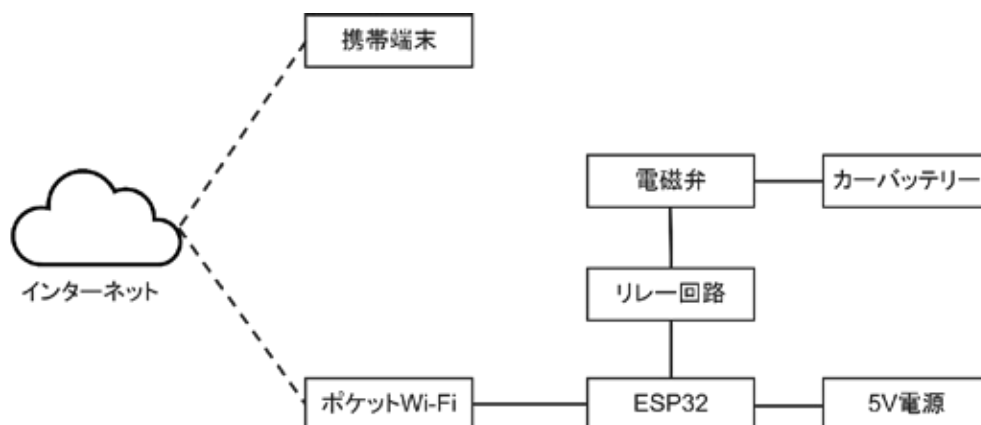 携帯端末
電磁弁
カーバッテリー
インターネット
リレー回路
ポケットWi-Fi
ESP32
5V電源